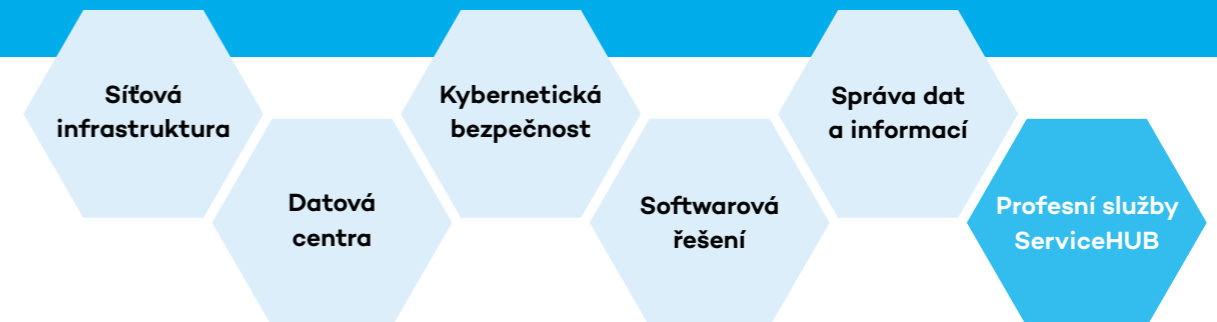 Síťová
infrastruktura
Datová
centra
Kybernetická
bezpečnost
Softwarová
řešení
Správa dat
a informací
Profesní služby
ServiceHUB